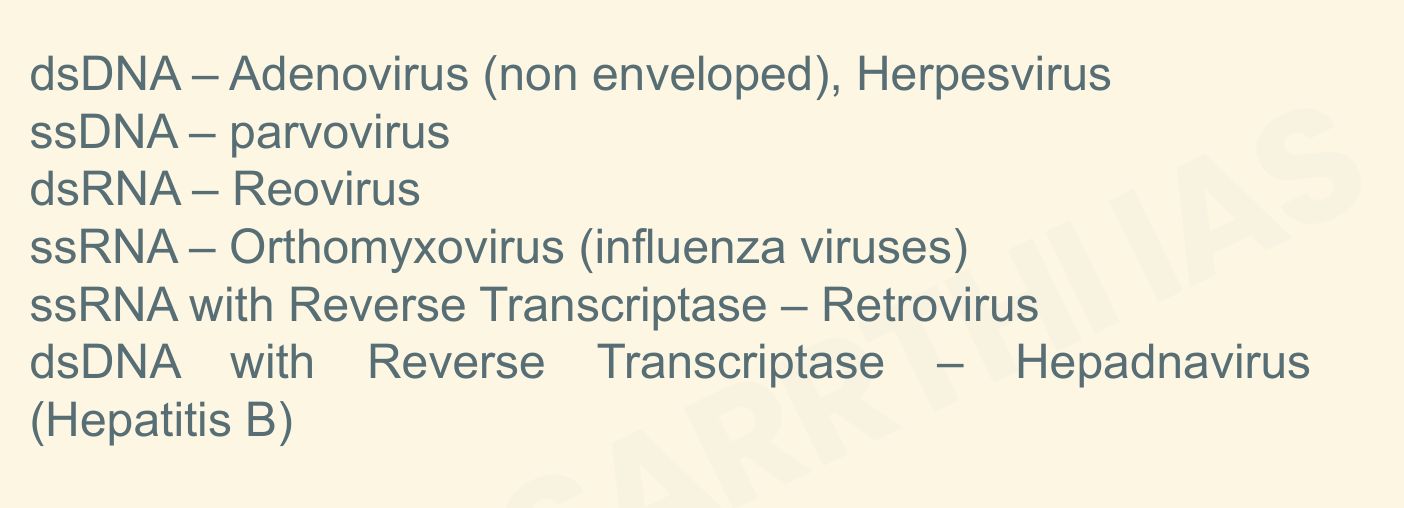 dsDNA – Adenovirus (non enveloped), Herpesvirus
ssDNA – parvovirus
dsRNA – Reovirus
ssRNA – Orthomyxovirus (influenza viruses)
ssRNA with Reverse Transcriptase – Retrovirus
dsDNA with Reverse Transcriptase – Hepadnavirus
(Hepatitis B)
SARRTHI IAS